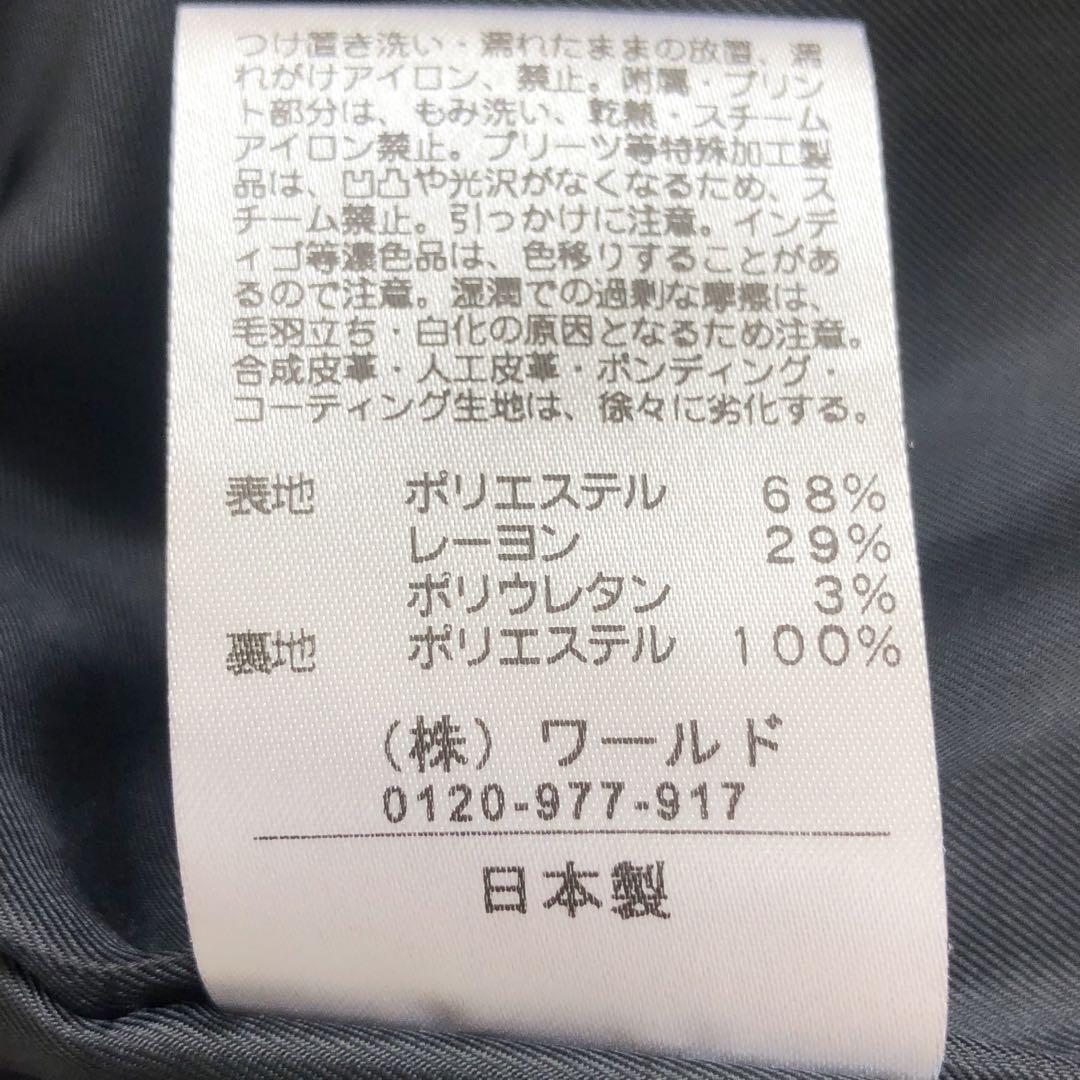 つけ置き洗い・濡れたままの放置、濡
れがけアイロン、禁止。附属・プリン
ト部分は、もみ洗い、乾熱・スチーム
アイロン禁止。プリーツ等特殊加工製
品は、凹凸や光沢がなくなるため、ス
チーム禁止。引っかけに注意。インデ
ィゴ等濃色品は、色移りすることがあ
るので注意。湿潤での過剰な摩擦は、
毛羽立ち・白化の原因となるため注意。
合成皮革・人工皮革・ボンディング・
コーティング生地は、徐々に劣化する。
表地 ポリエステル 68%
レーヨン 29%
ポリウレタン 3%
裏地 ポリエステル 100%
(株) ワールド
0120-977-917
日本製